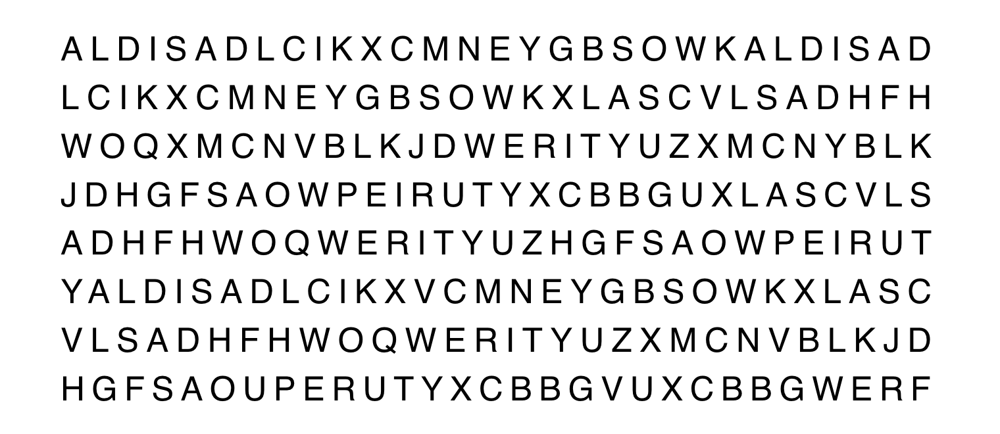 A L D I S A D L C I K X C M N E Y G B S O W K A L D I S A D
L C I K X C M N E Y G B S O W K X L A S C V L S A D H F H
W O Q X M C N V B L K J D W E R I T Y U Z X M C N Y B L K
J D H G F S A O W P E I R U T Y X C B B G U X L A S C V L S
A D H F H W O Q W E R I T Y U Z H G F S A O W P E I R U T
Y A L D I S A D L C I K X V C M N E Y G B S O W K X L A S C
V L S A D H F H W O Q W E R I T Y U Z X M C N V B L K J D
H G F S A O U P E R U T Y X C B B G V U X C B B G W E R F